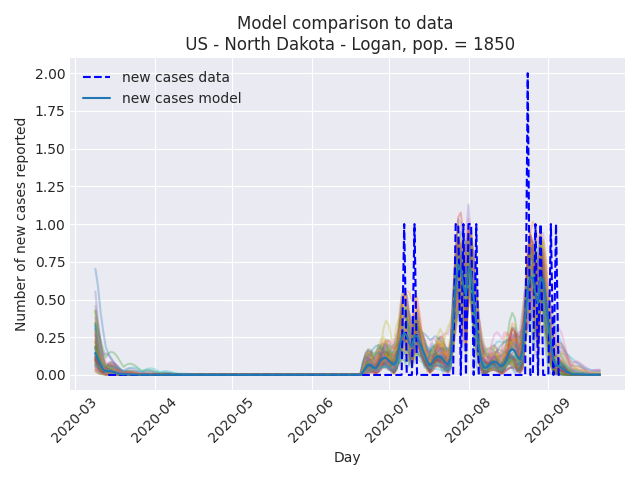 Model comparison to data
US - North Dakota - Logan, pop. = 1850
new cases data
new cases model
Number of new cases reported
2.00
1.75
1.50
1.25
1.00
0.75
0.50
0.25
0.00
2020-03
2020-04
2020-05
2020-06
2020-07
2020-08
2020-09
Day